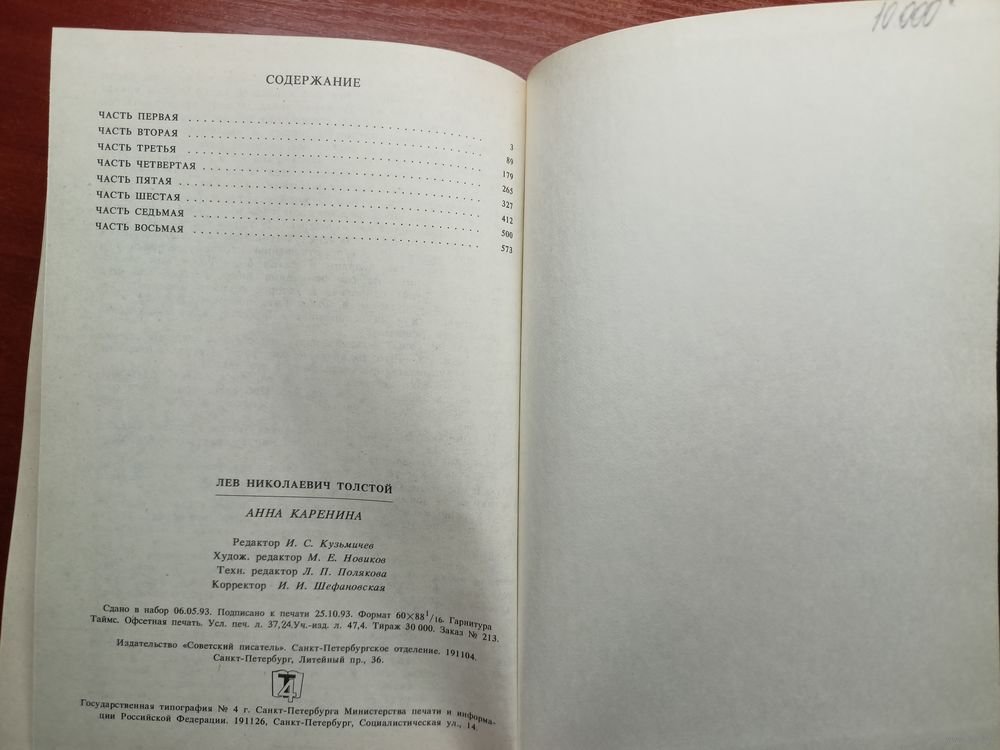 10 000
СОДЕРЖАНИЕ
ЧАСТЬ ПЕРВАЯ . . . . . . . . . . 3
ЧАСТЬ ВТОРАЯ . . . . . . . . . . 89
ЧАСТЬ ТРЕТЬЯ . . . . . . . . . . 179
ЧАСТЬ ЧЕТВЕРТАЯ . . . . . . . . . . 265
ЧАСТЬ ПЯТАЯ . . . . . . . . . . 327
ЧАСТЬ ШЕСТАЯ . . . . . . . . . . 412
ЧАСТЬ СЕДЬМАЯ . . . . . . . . . . 500
ЧАСТЬ ВОСЬМАЯ . . . . . . . . . . 573
ЛЕВ НИКОЛАЕВИЧ ТОЛСТОЙ
АННА КАРЕНИНА
Редактор И. С. Кузьмичев
Худож. редактор М. Е. Новиков
Техн. редактор Л. П. Полякова
Корректор И. И. Шефановская
Сдано в набор 06.05.93. Подписано к печати 25.10.93. Формат 60×88 1/16. Гарнитура
Таймс. Офсетная печать. Усл. печ. л. 37,24.Уч.-изд. л. 47,4. Тираж 30 000. Заказ № 213.
Издательство «Советский писатель». Санкт-Петербургское отделение. 191104,
Санкт-Петербург, Литейный пр., 36.
Т4
Государственная типография № 4 г. Санкт-Петербурга Министерства печати и информа-
ции Российской Федерации. 191126, Санкт-Петербург, Социалистическая ул., 14.